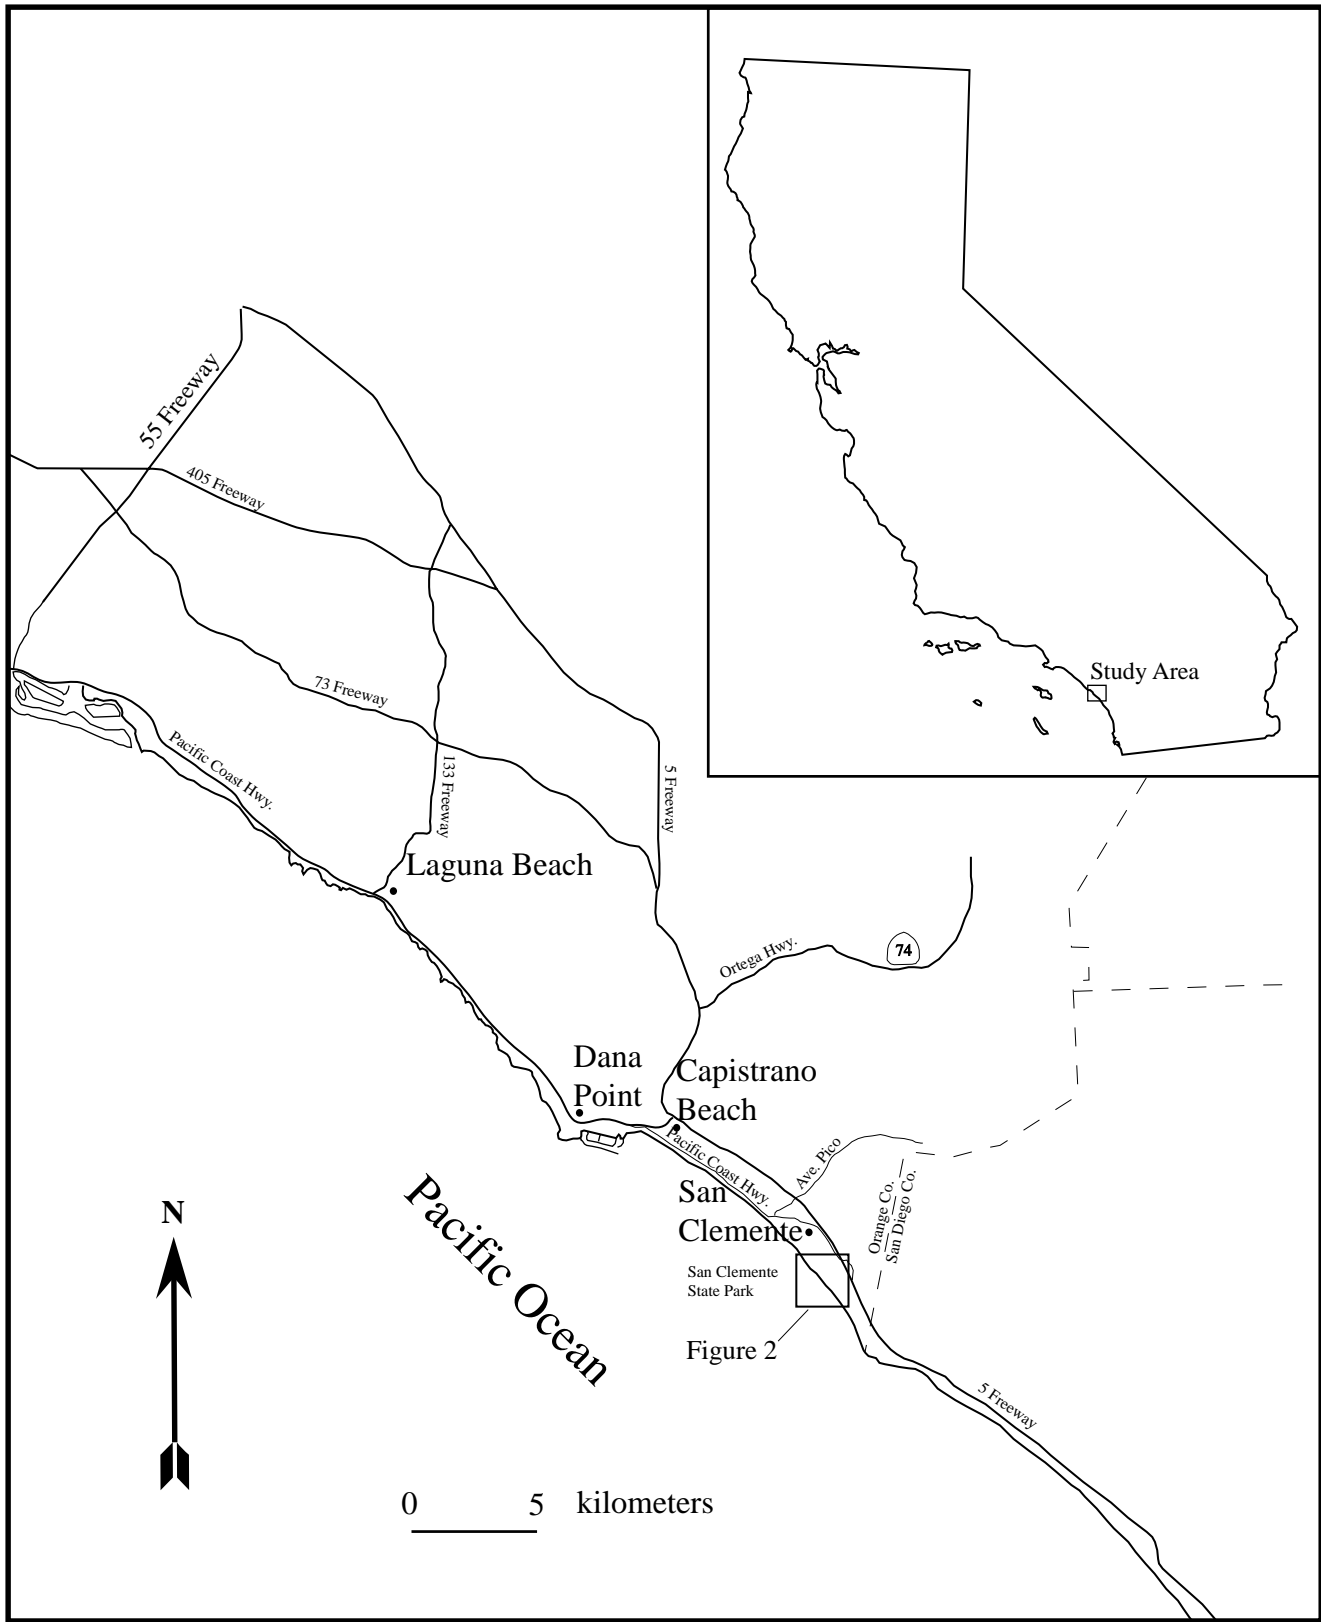 Study Area
55 Freeway
405 Freeway
73 Freeway
Pacific Coast Hwy.
133 Freeway
5 Freeway
Laguna Beach
Ortega Hwy.
74
Dana
Point
Capistrano
Beach
Pacific Coast Hwy.
Ave. Pico
San
Clemente
Orange Co.
San Diego Co.
San Clemente
State Park
Figure 2
Pacific Ocean
N
5 Freeway
0 5 kilometers